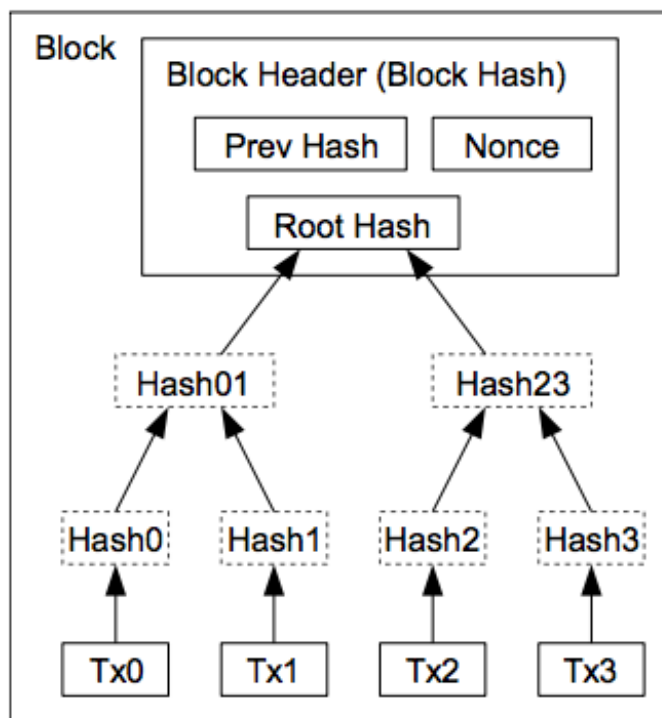 Block
Block Header (Block Hash)
Prev Hash
Nonce
Root Hash
Hash01
Hash23
Hash0
Hash1
Hash2
Hash3
Tx0
Tx1
Tx2
Tx3